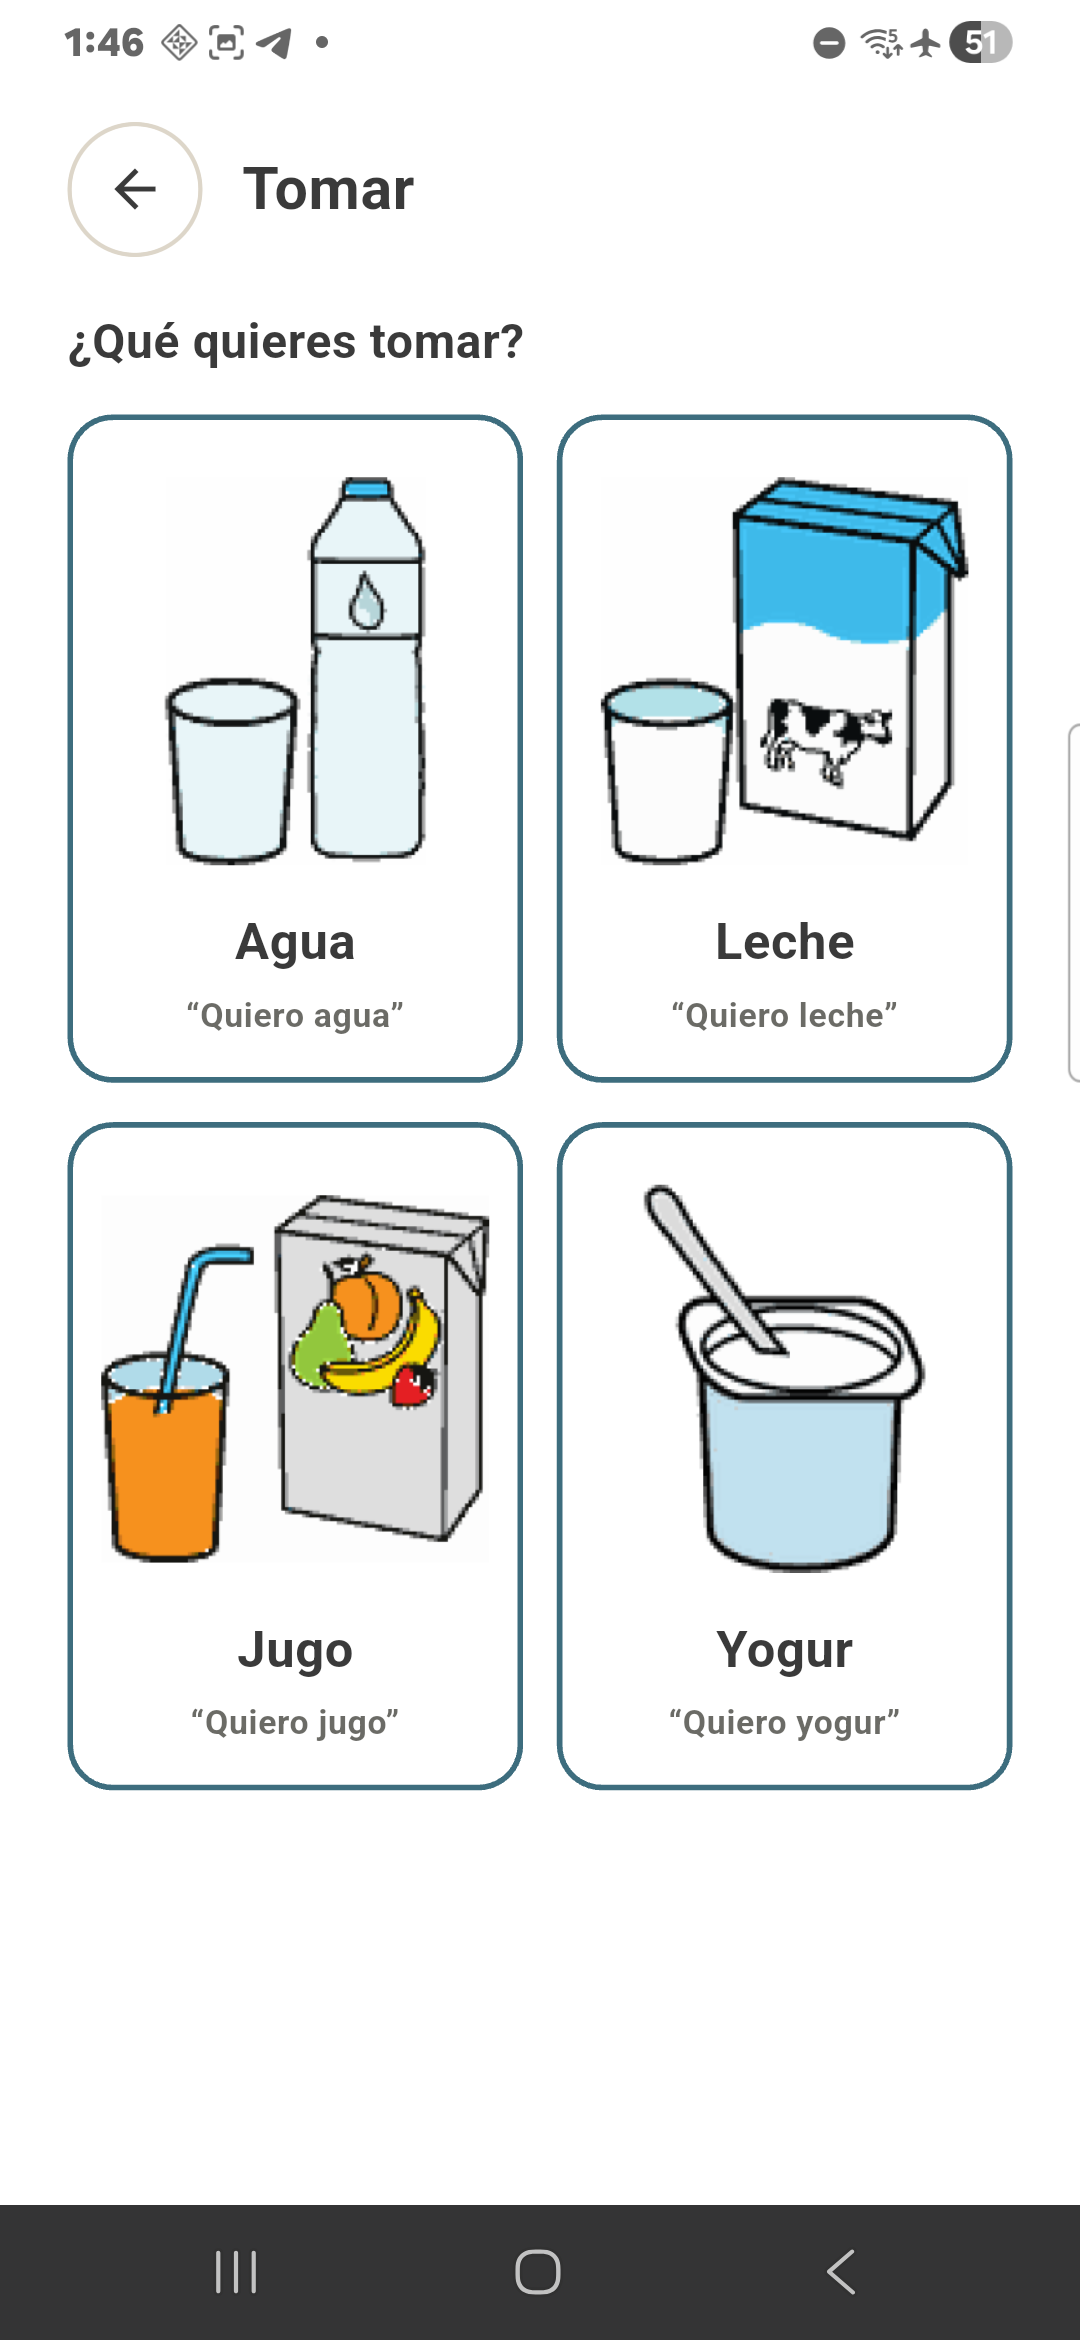 1:46
5
51
Tomar
¿Qué quieres tomar?
Agua
“Quiero agua”
Leche
“Quiero leche”
Jugo
“Quiero jugo”
Yogur
“Quiero yogur”